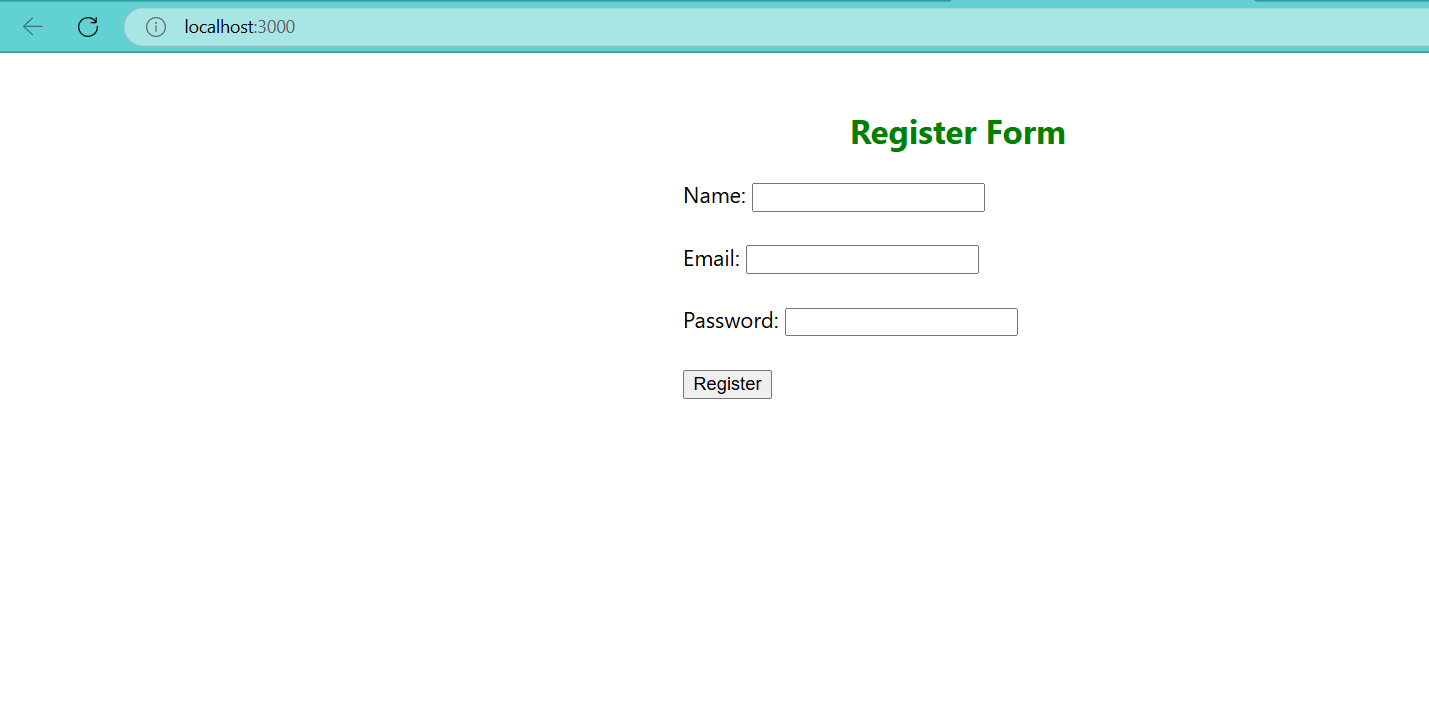 localhost:3000
Register Form
Name:
Email:
Password:
Register